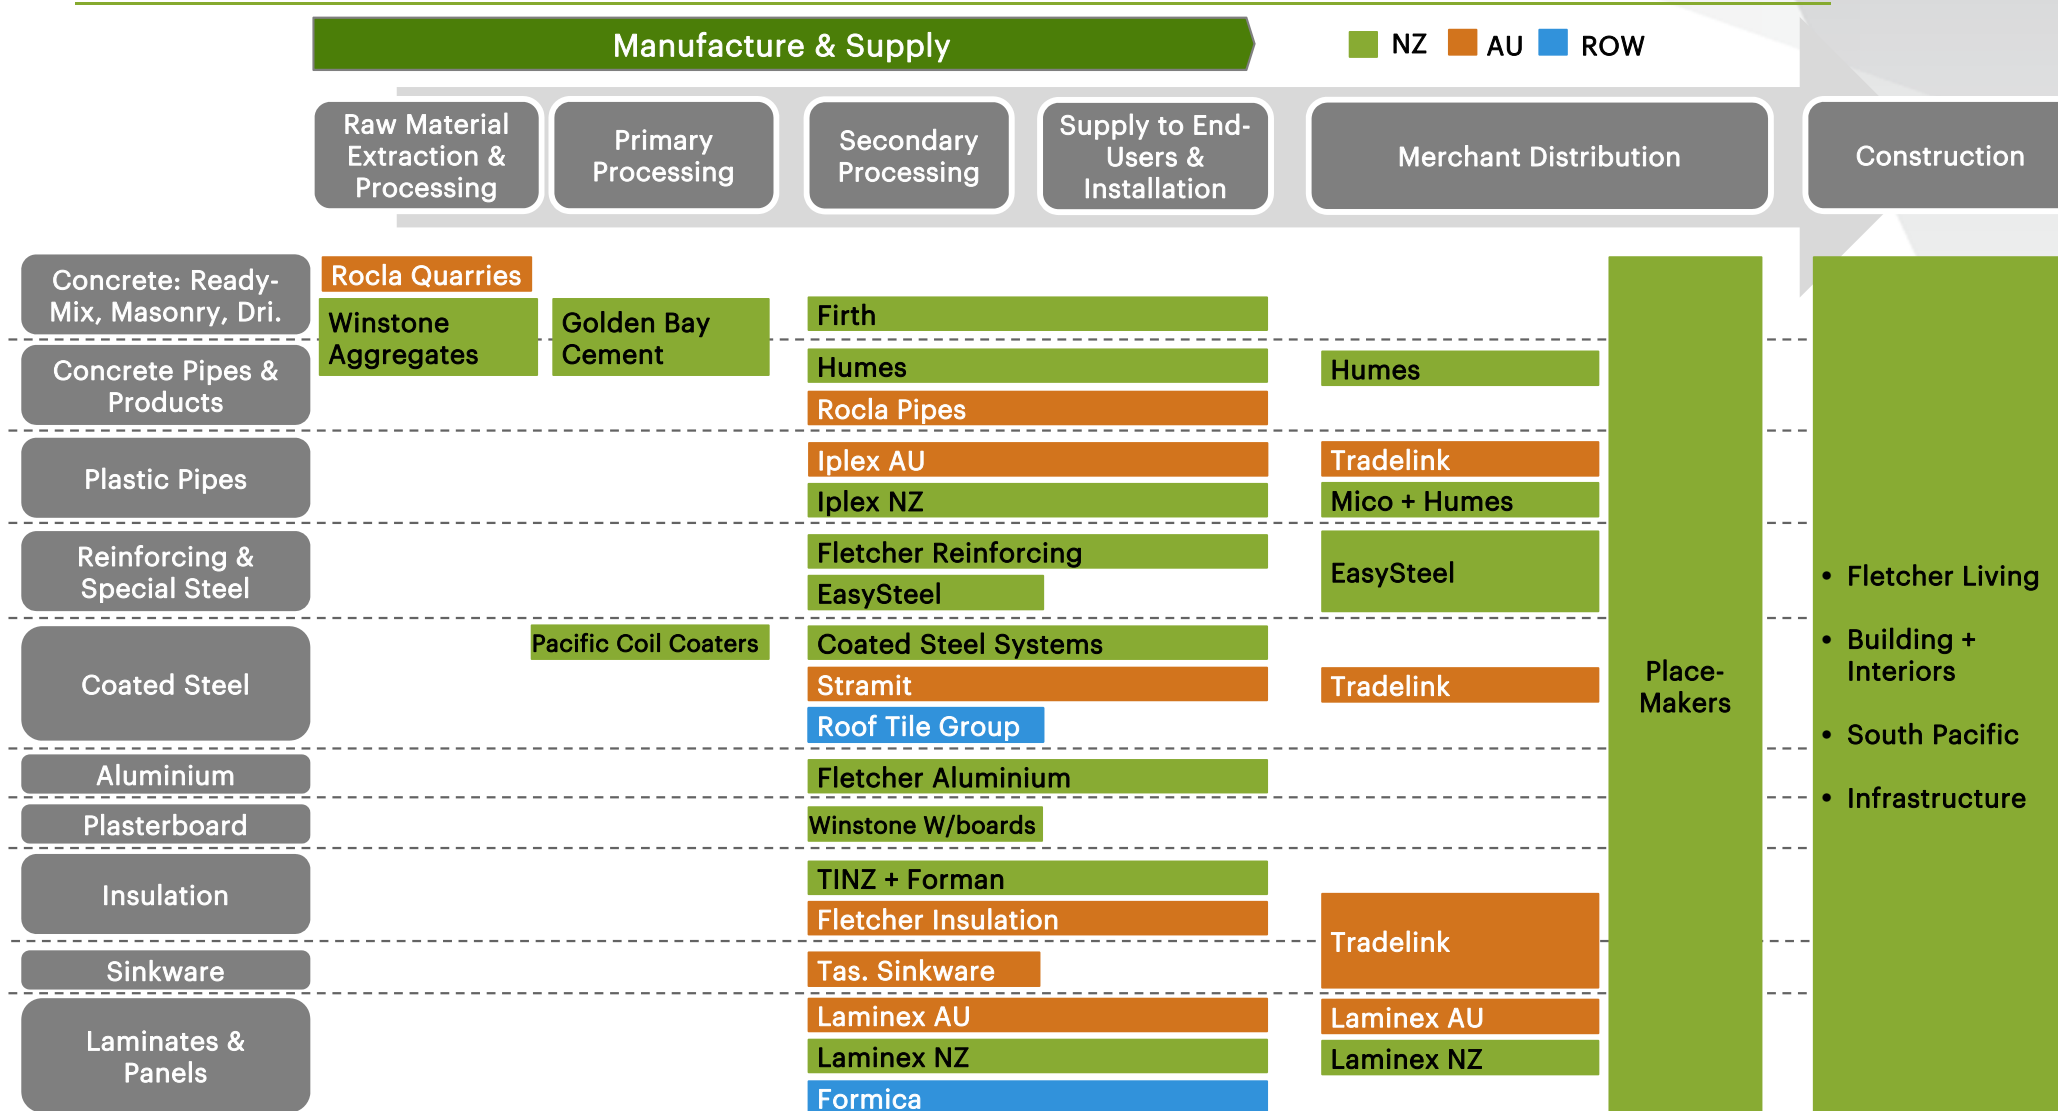 Manufacture & Supply
NZ
AU
ROW
Raw Material
Extraction &
Processing
Primary
Processing
Secondary
Processing
Supply to End-
Users &
Installation
Merchant Distribution
Construction
Concrete: Ready-
Mix, Masonry, Dri.
Rocla Quarries
Winstone
Aggregates
Golden Bay
Cement
Firth
Concrete Pipes &
Products
Humes
Humes
Rocla Pipes
Plastic Pipes
Iplex AU
Tradelink
Iplex NZ
Mico + Humes
Reinforcing &
Special Steel
Fletcher Reinforcing
EasySteel
EasySteel
Coated Steel
Pacific Coil Coaters
Coated Steel Systems
Stramit
Tradelink
Roof Tile Group
Aluminium
Fletcher Aluminium
Plasterboard
Winstone W/boards
Insulation
TINZ + Forman
Fletcher Insulation
Tradelink
Sinkware
Tas. Sinkware
Laminates &
Panels
Laminex AU
Laminex AU
Laminex NZ
Laminex NZ
Formica
Place-
Makers
• Fletcher Living
• Building +
Interiors
• South Pacific
• Infrastructure